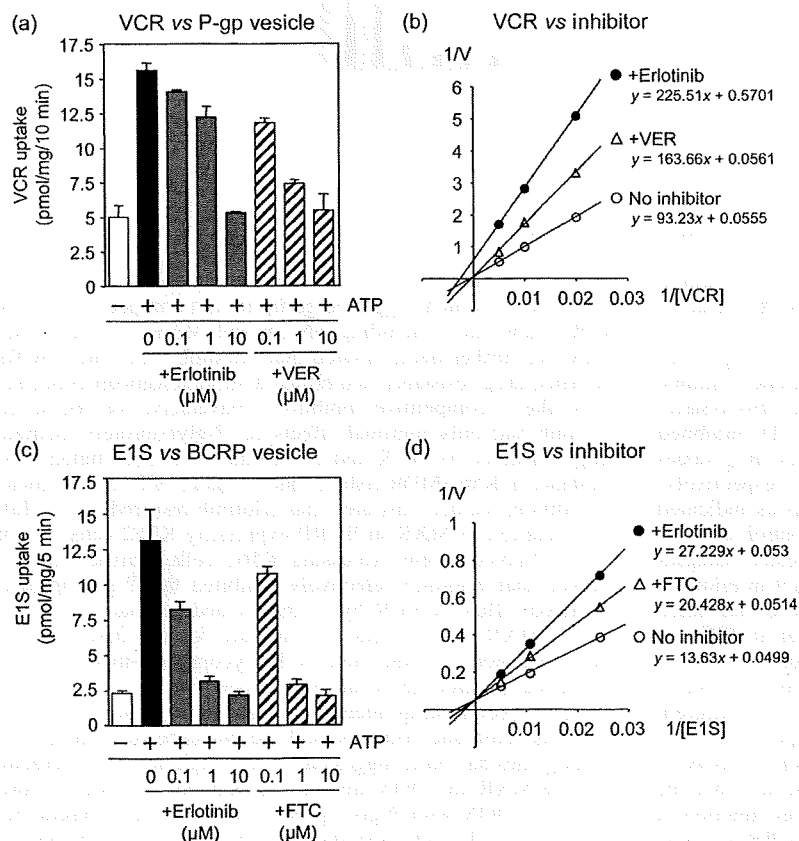 (a) VCR vs P-gp vesicle
VCR uptake
(pmol/mg/10 min)
17.5
15
12.5
10
7.5
5
2.5
0
− + + + + + + + ATP
0 0.1 1 10 0.1 1 10
+Erlotinib
(µM)
+VER
(µM)
(b) VCR vs inhibitor
1/V
6
5
4
3
2
1
0.00 0.01 0.02 0.03
1/[VCR]
+Erlotinib
y = 225.51x + 0.5701
+VER
y = 163.66x + 0.0561
No inhibitor
y = 93.23x + 0.0555
(c) E1S vs BCRP vesicle
E1S uptake
(pmol/mg/5 min)
17.5
15
12.5
10
7.5
5
2.5
0
− + + + + + + + ATP
0 0.1 1 10 0.1 1 10
+Erlotinib
(µM)
+FTC
(µM)
(d) E1S vs inhibitor
1/V
1
0.8
0.6
0.4
0.2
0.00 0.01 0.02 0.03
1/[E1S]
+Erlotinib
y = 27.229x + 0.053
+FTC
y = 20.428x + 0.0514
No inhibitor
y = 13.63x + 0.0499